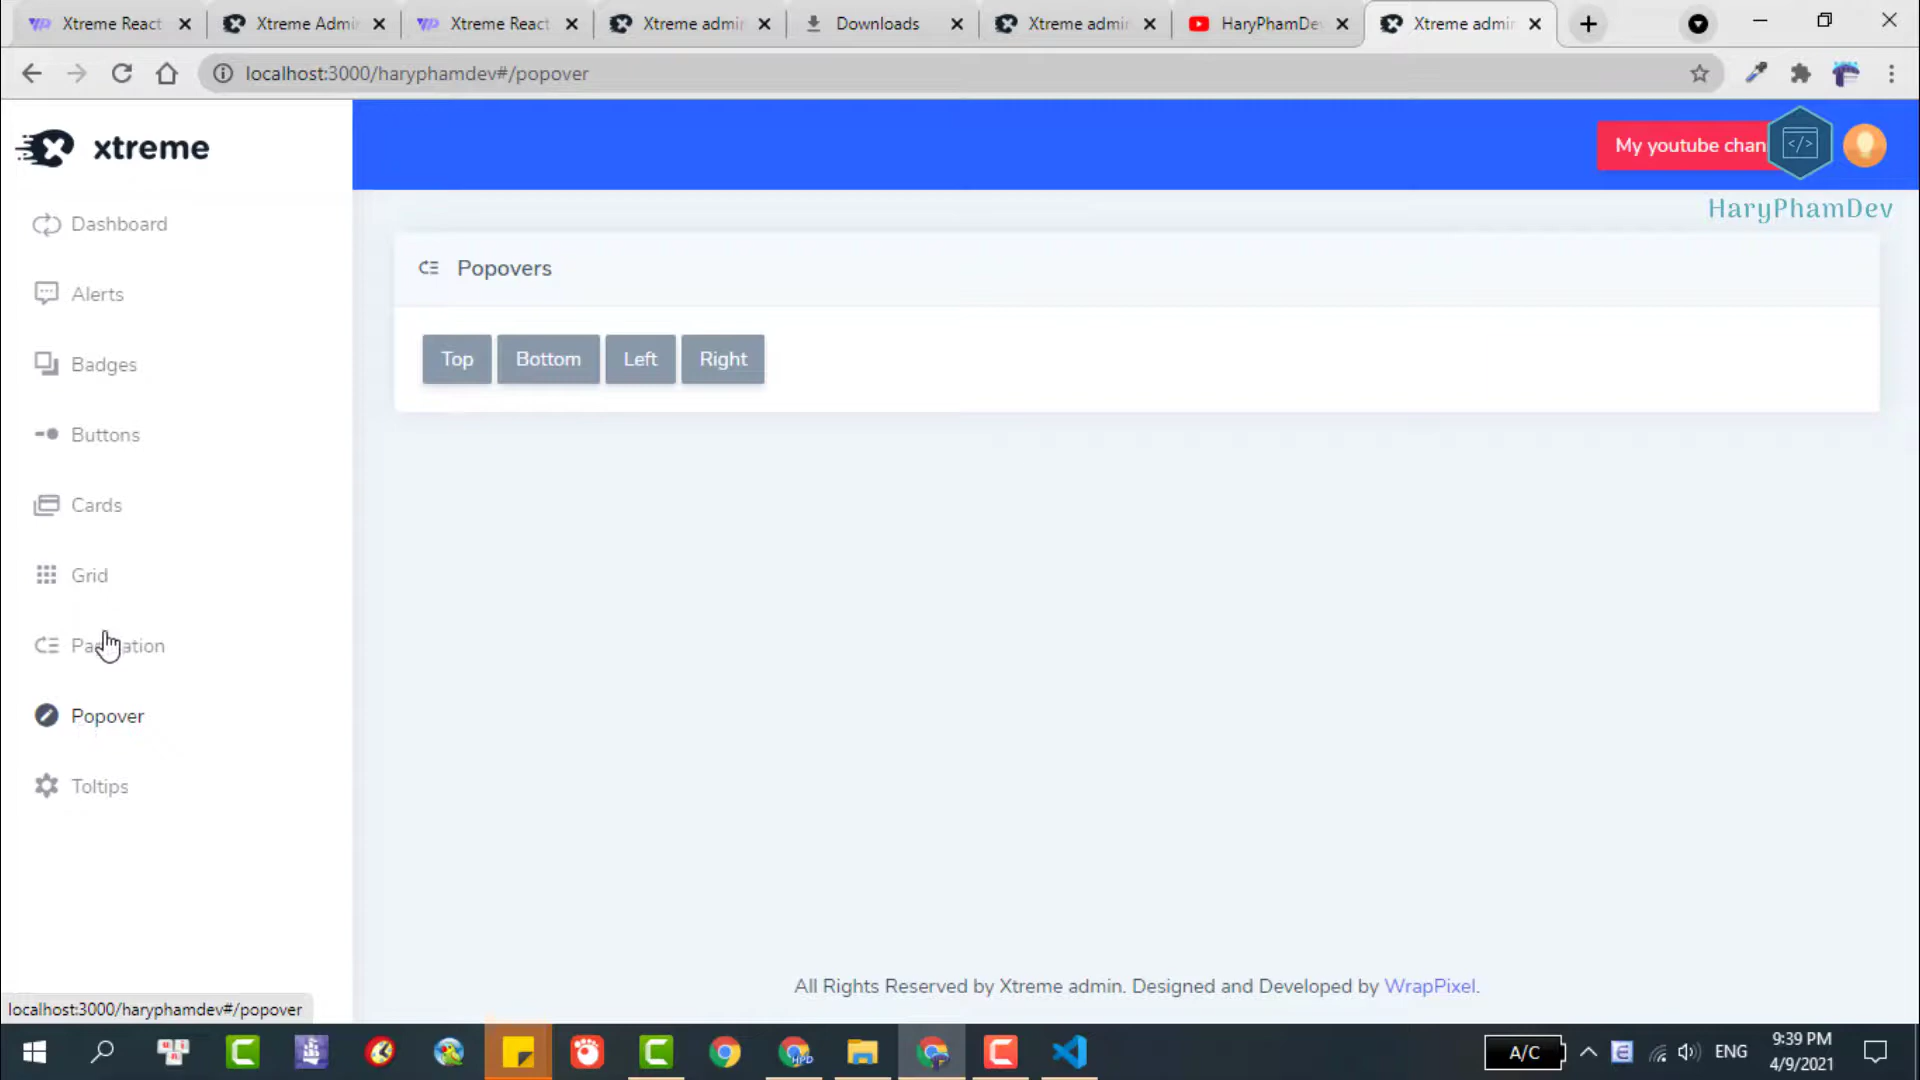 Xtreme React
Xtreme Admi
Xtreme React
Xtreme admi
Downloads
Xtreme admi
HaryPhamDe
Xtreme admi
localhost:3000/haryphamdev#/popover
xtreme
My youtube chan
HaryPhamDev
Dashboard
Alerts
Badges
Buttons
Cards
Grid
Popover
Toltips
Popovers
Top Bottom Left Right
All Rights Reserved by Xtreme admin. Designed and Developed by WrapPixel.
localhost:3000/haryphamdev#/popover
A/C
ENG
9:39 PM
4/9/2021